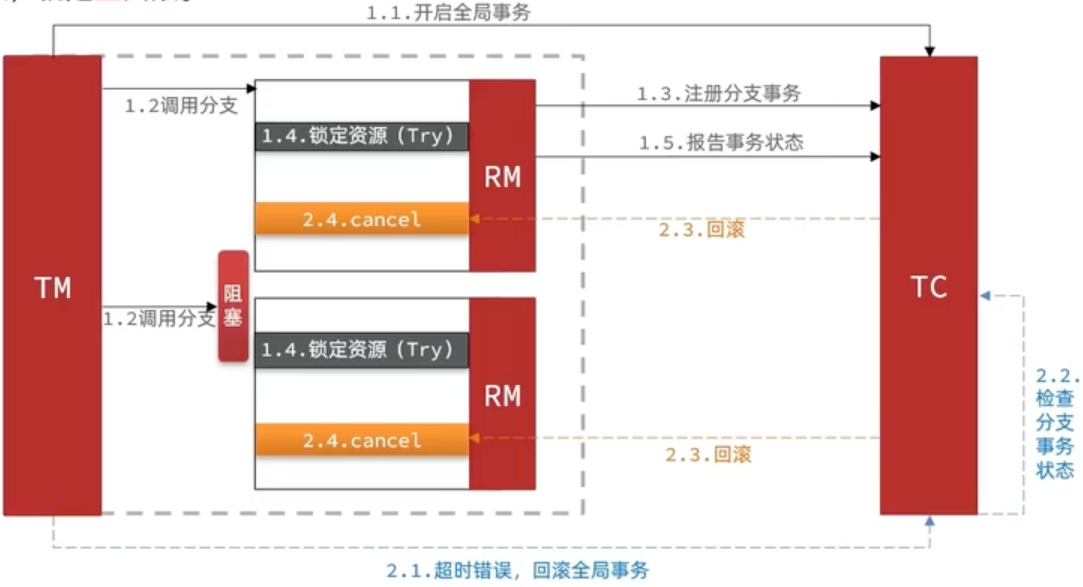 1.1.开启全局事务
1.2调用分支
1.3.注册分支事务
1.4.锁定资源（Try）
1.5.报告事务状态
RM
2.4.cancel
2.3.回滚
TM
TC
阻
塞
1.2调用分支
1.4.锁定资源（Try）
RM
2.4.cancel
2.3.回滚
2.2.
检查
分支
事务
状态
2.1.超时错误，回滚全局事务